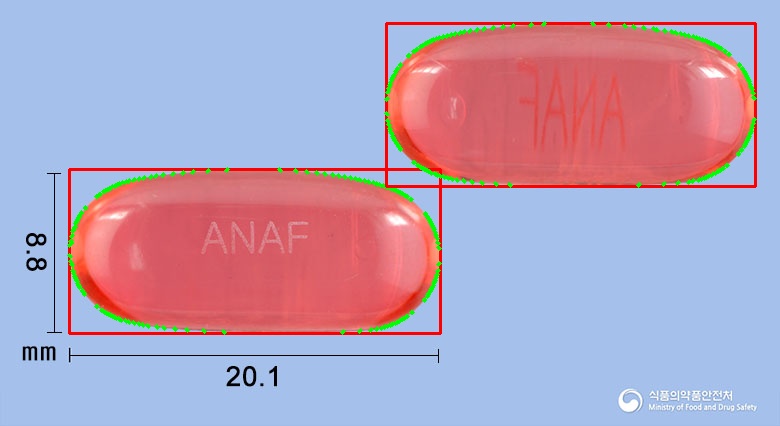 ANAF
ANAF
8.8
mm
20.1
식품의약품안전처
Ministry of Food and Drug Safety